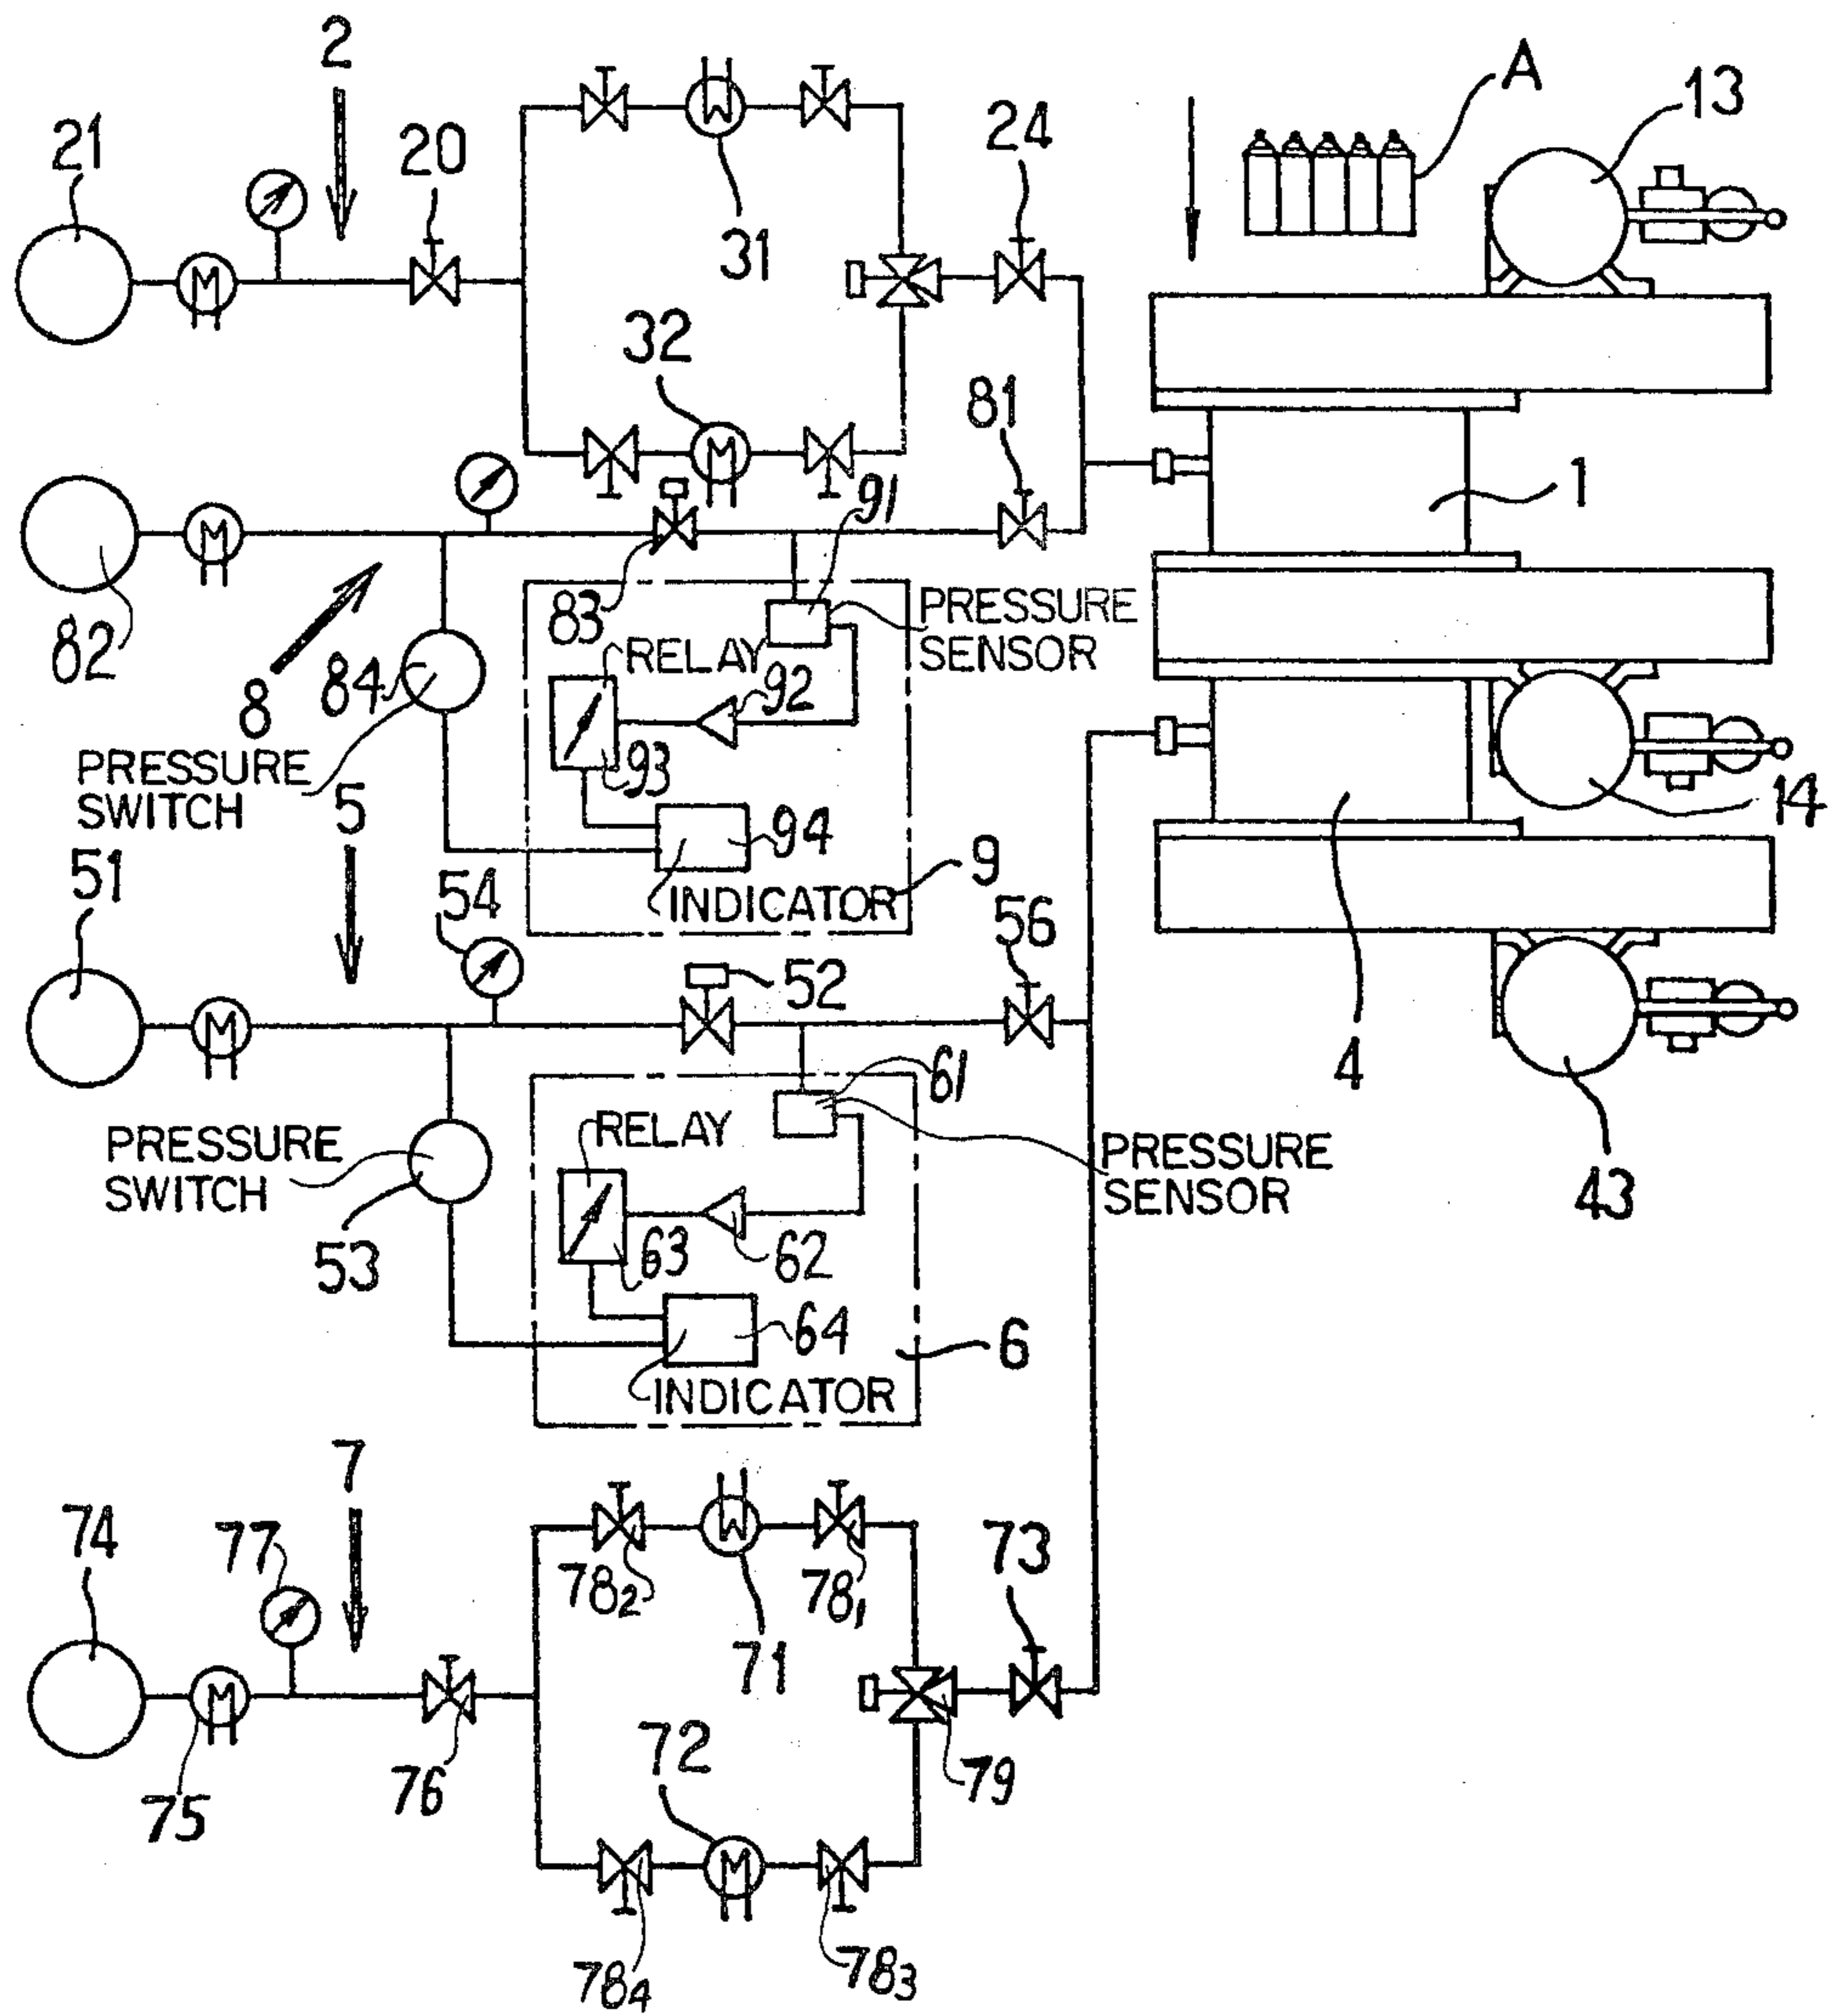 2
A
13
21
20
24
31
32
81
91
1
82
83
PRESSURE
SENSOR
RELAY
84
8
92
PRESSURE
SWITCH
93
14
5
94
4
51
INDICATOR
9
54
56
52
61
RELAY
PRESSURE
SWITCH
PRESSURE
SENSOR
43
53
63
62
64
6
INDICATOR
7
74
77
78₂
78₁
73
71
72
79
76
75
78₄
78₃
M
M
M
M
M
M